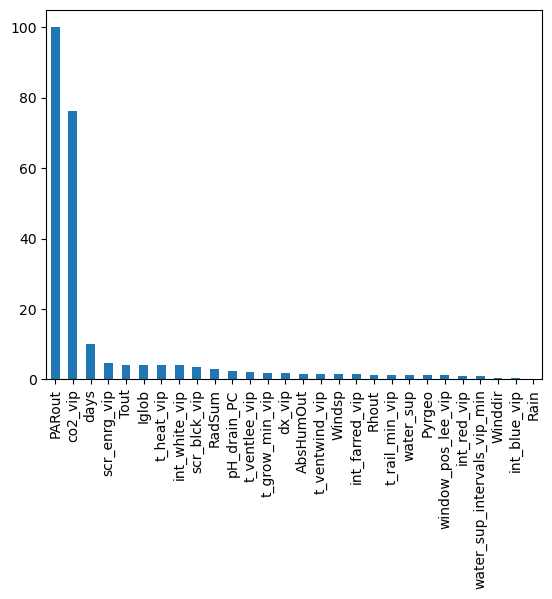 100
80
60
40
20
0
PARout
co2_vip
days
scr_enrg_vip
Tout
Iglob
t_heat_vip
int_white_vip
scr_blck_vip
RadSum
pH_drain_PC
t_ventlee_vip
t_grow_min_vip
dx_vip
AbsHumOut
t_ventwind_vip
Windsp
int_farred_vip
Rhout
t_rail_min_vip
water_sup
Pyrgeo
window_pos_lee_vip
int_red_vip
water_sup_intervals_vip_min
Winddir
int_blue_vip
Rain